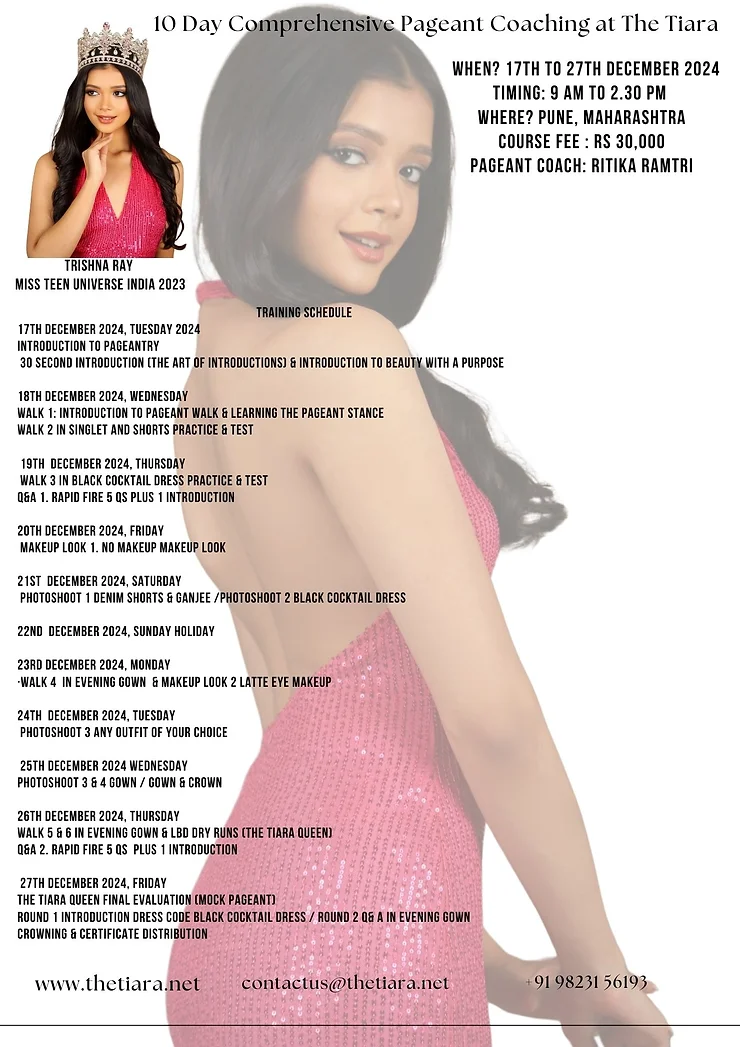 10 Day Comprehensive Pageant Coaching at The Tiara
WHEN? 17TH TO 27TH DECEMBER 2024
TIMING: 9 AM TO 2.30 PM
WHERE? PUNE, MAHARASHTRA
COURSE FEE : RS 30,000
PAGEANT COACH: RITIKA RAMTRI
TRISHNA RAY
MISS TEEN UNIVERSE INDIA 2023
TRAINING SCHEDULE
17TH DECEMBER 2024, TUESDAY 2024
INTRODUCTION TO PAGEANTRY
30 SECOND INTRODUCTION (THE ART OF INTRODUCTIONS) & INTRODUCTION TO BEAUTY WITH A PURPOSE
18TH DECEMBER 2024, WEDNESDAY
WALK 1: INTRODUCTION TO PAGEANT WALK & LEARNING THE PAGEANT STANCE
WALK 2 IN SINGLET AND SHORTS PRACTICE & TEST
19TH DECEMBER 2024, THURSDAY
WALK 3 IN BLACK COCKTAIL DRESS PRACTICE & TEST
Q&A 1. RAPID FIRE 5 QS PLUS 1 INTRODUCTION
20TH DECEMBER 2024, FRIDAY
MAKEUP LOOK 1. NO MAKEUP MAKEUP LOOK
21ST DECEMBER 2024, SATURDAY
PHOTOSHOOT 1 DENIM SHORTS & GANJEE /PHOTOSHOOT 2 BLACK COCKTAIL DRESS
22ND DECEMBER 2024, SUNDAY HOLIDAY
23RD DECEMBER 2024, MONDAY
·WALK 4 IN EVENING GOWN & MAKEUP LOOK 2 LATTE EYE MAKEUP
24TH DECEMBER 2024, TUESDAY
PHOTOSHOOT 3 ANY OUTFIT OF YOUR CHOICE
25TH DECEMBER 2024 WEDNESDAY
PHOTOSHOOT 3 & 4 GOWN / GOWN & CROWN
26TH DECEMBER 2024, THURSDAY
WALK 5 & 6 IN EVENING GOWN & LBD DRY RUNS (THE TIARA QUEEN)
Q&A 2. RAPID FIRE 5 QS PLUS 1 INTRODUCTION
27TH DECEMBER 2024, FRIDAY
THE TIARA QUEEN FINAL EVALUATION (MOCK PAGEANT)
ROUND 1 INTRODUCTION DRESS CODE BLACK COCKTAIL DRESS / ROUND 2 Q& A IN EVENING GOWN
CROWNING & CERTIFICATE DISTRIBUTION
www.thetiara.net contactus@thetiara.net +91 98231 56193